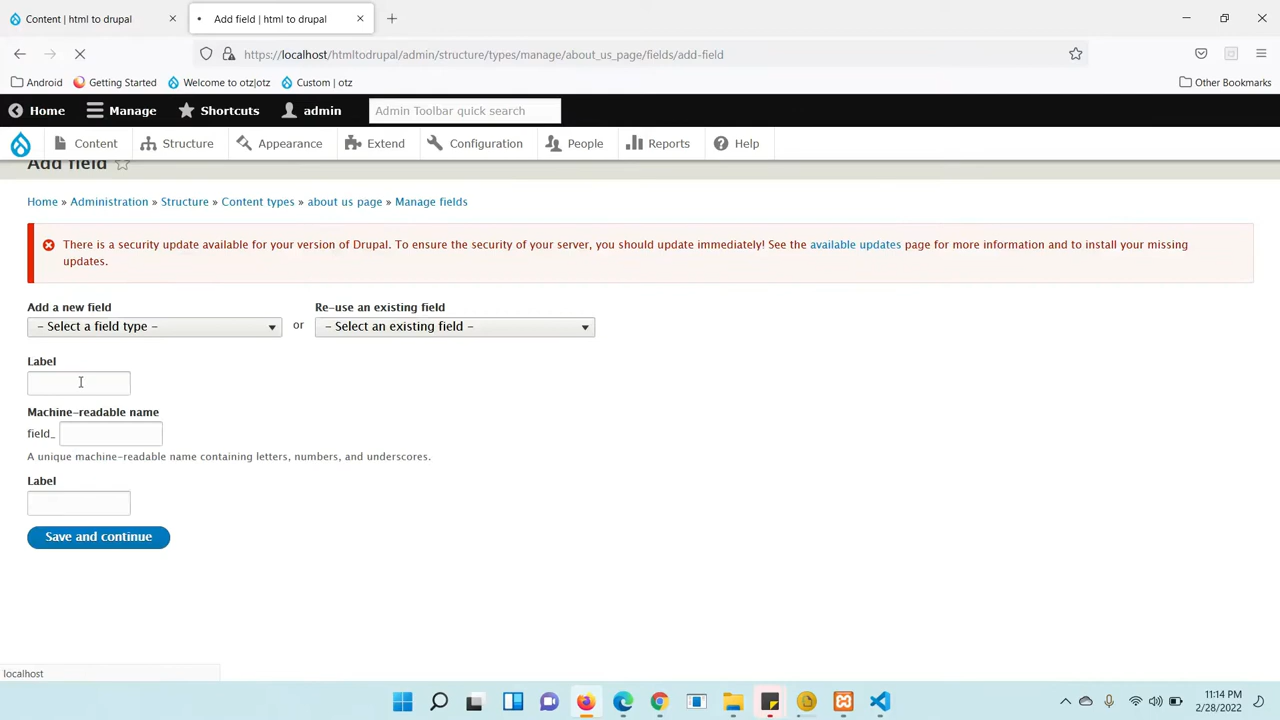 Content | html to drupal
Add field | html to drupal
https://localhost/htmltodrupal/admin/structure/types/manage/about_us_page/fields/add-field
Android
Getting Started
Welcome to otz|otz
Custom | otz
Other Bookmarks
Home
Manage
Shortcuts
admin
Admin Toolbar quick search
Content
Structure
Appearance
Extend
Configuration
People
Reports
Help
Add field
Home » Administration » Structure » Content types » about us page » Manage fields
There is a security update available for your version of Drupal. To ensure the security of your server, you should update immediately! See the available updates page for more information and to install your missing
updates.
Add a new field
Re-use an existing field
- Select a field type -
or
- Select an existing field -
Label
Machine-readable name
field_
A unique machine-readable name containing letters, numbers, and underscores.
Label
Save and continue
localhost
11:14 PM
2/28/2022